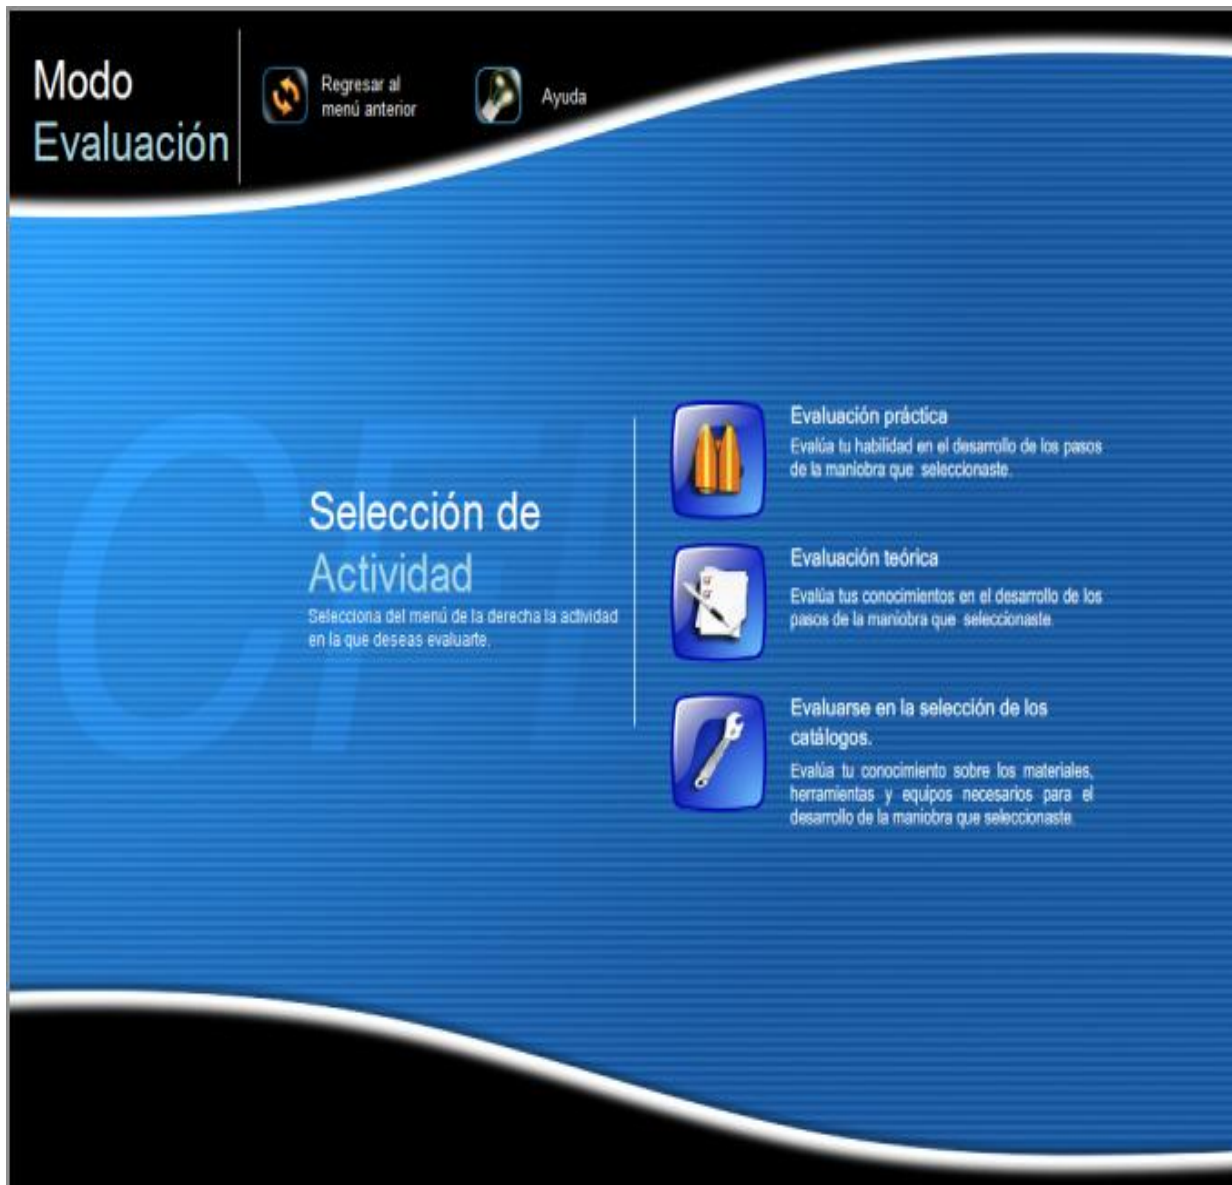 Modo
Evaluación
Regresar al
menú anterior
Ayuda
Selección de
Actividad
Selecciona del menú de la derecha la actividad
en la que deseas evaluarte.
Evaluación práctica
Evalúa tu habilidad en el desarrollo de los pasos
de la maniobra que seleccionaste.
Evaluación teórica
Evalúa tus conocimientos en el desarrollo de los
pasos de la maniobra que seleccionaste.
Evaluarse en la selección de los
catálogos.
Evalúa tu conocimiento sobre los materiales,
herramientas y equipos necesarios para el
desarrollo de la maniobra que seleccionaste.